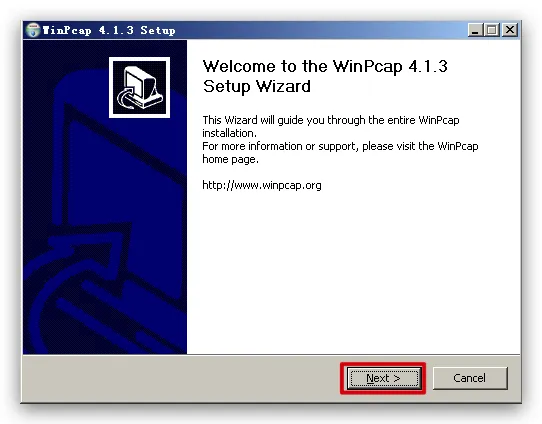 WinPcap 4.1.3 Setup
Welcome to the WinPcap 4.1.3
Setup Wizard
This Wizard will guide you through the entire WinPcap
installation.
For more information or support, please visit the WinPcap
home page.
http://www.winpcap.org
Next >
Cancel